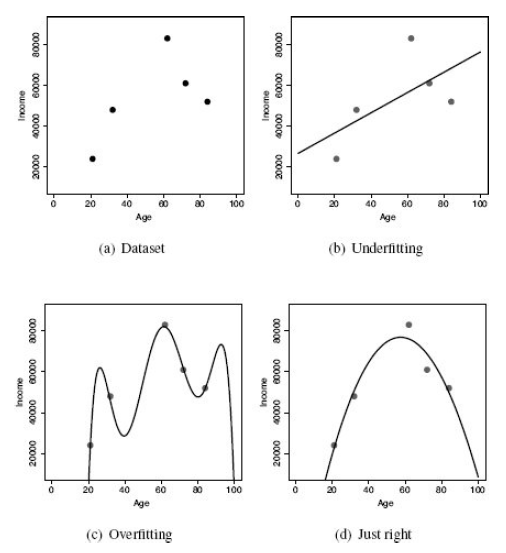 80000
60000
Income
40000
20000
0 20 40 60 80 100
Age
(a) Dataset
80000
60000
Income
40000
20000
0 20 40 60 80 100
Age
(b) Underfitting
80000
60000
Income
40000
20000
0 20 40 60 80 100
Age
(c) Overfitting
80000
60000
Income
40000
20000
0 20 40 60 80 100
Age
(d) Just right